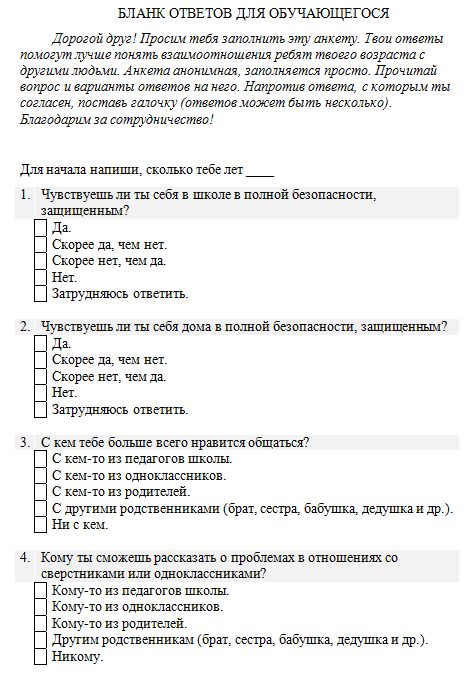 БЛАНК ОТВЕТОВ ДЛЯ ОБУЧАЮЩЕГОСЯ
Дорогой друг! Просим тебя заполнить эту анкету. Твои ответы
помогут лучше понять взаимоотношения ребят твоего возраста с
другими людьми. Анкета анонимная, заполняется просто. Прочитай
вопрос и варианты ответов на него. Напротив ответа, с которым ты
согласен, поставь галочку (ответов может быть несколько).
Благодарим за сотрудничество!
Для начала напиши, сколько тебе лет ____
1. Чувствуешь ли ты себя в школе в полной безопасности,
защищенным?
Да.
Скорее да, чем нет.
Скорее нет, чем да.
Нет.
Затрудняюсь ответить.
2. Чувствуешь ли ты себя дома в полной безопасности, защищенным?
Да.
Скорее да, чем нет.
Скорее нет, чем да.
Нет.
Затрудняюсь ответить.
3. С кем тебе больше всего нравится общаться?
С кем-то из педагогов школы.
С кем-то из одноклассников.
С кем-то из родителей.
С другими родственниками (брат, сестра, бабушка, дедушка и др.).
Ни с кем.
4. Кому ты сможешь рассказать о проблемах в отношениях со
сверстниками или одноклассниками?
Кому-то из педагогов школы.
Кому-то из одноклассников.
Кому-то из родителей.
Другим родственникам (брат, сестра, бабушка, дедушка и др.).
Никому.